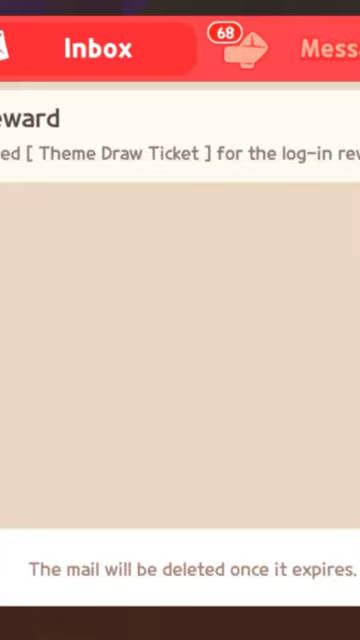 Inbox
68
Mess
eward
ed [ Theme Draw Ticket ] for the log-in rew
The mail will be deleted once it expires.